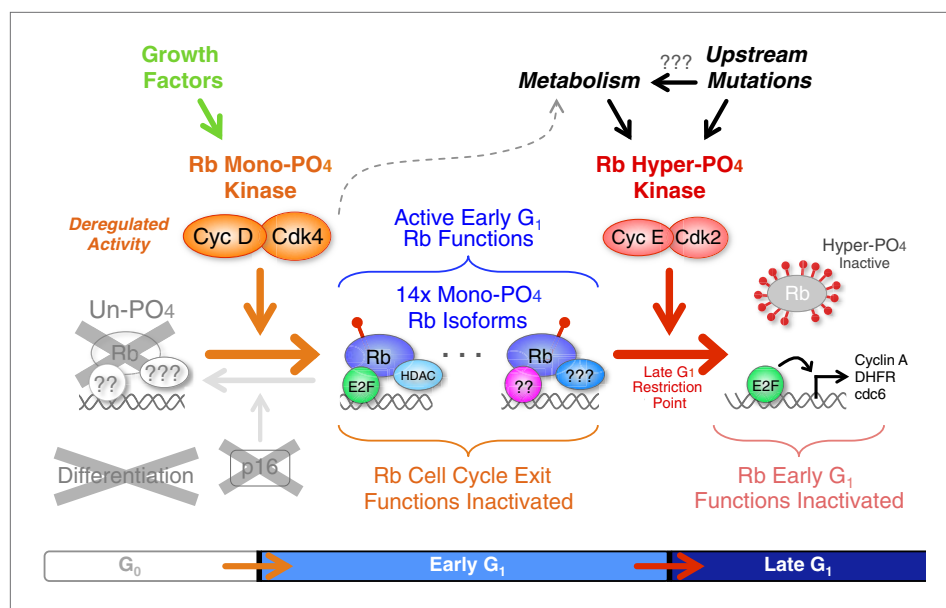 Growth
Factors
???
Upstream
Mutations
Metabolism
Rb Mono-PO4
Kinase
Rb Hyper-PO4
Kinase
Deregulated
Activity
Cyc D
Cdk4
Active Early G1
Rb Functions
Cyc E
Cdk2
Hyper-PO4
Inactive
Rb
Un-PO4
Rb
??
???
14x Mono-PO4
Rb Isoforms
Rb
E2F
HDAC
. . .
Rb
??
???
Late G1
Restriction
Point
E2F
Cyclin A
DHFR
cdc6
Differentiation
p16
Rb Cell Cycle Exit
Functions Inactivated
Rb Early G1
Functions Inactivated
G0
Early G1
Late G1